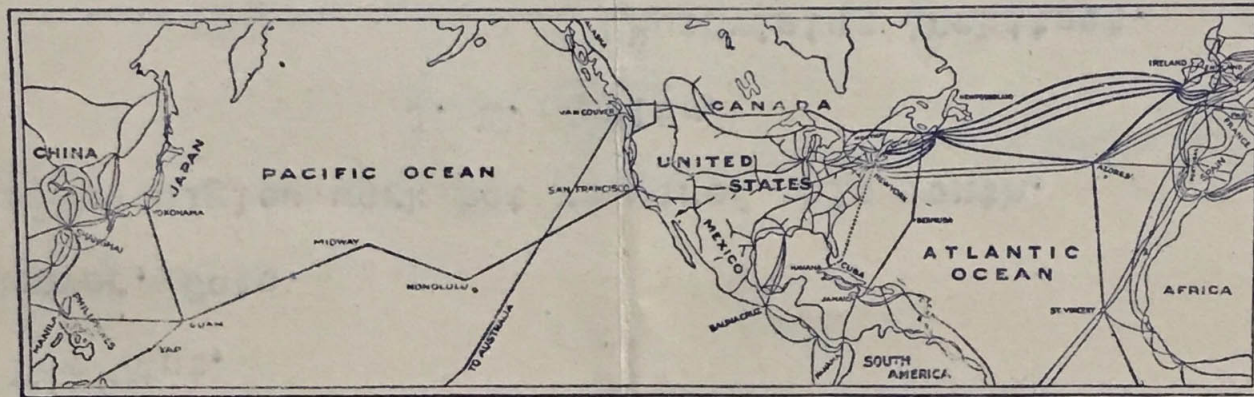 CHINA
JAPAN
YOKOHAMA
SHANGHAI
MANILA
PHILIPPINES
GUAM
YAP
PACIFIC OCEAN
MIDWAY
HONOLULU
TO AUSTRALIA
VANCOUVER
SAN FRANCISCO
CANADA
UNITED
STATES
MEXICO
NEW YORK
NEWFOUNDLAND
BERMUDA
HAVANA
CUBA
JAMAICA
SALINA CRUZ
PANAMA
SOUTH
AMERICA
ATLANTIC
OCEAN
AZORES
ST. VINCENT
IRELAND
FRANCE
SPAIN
AFRICA